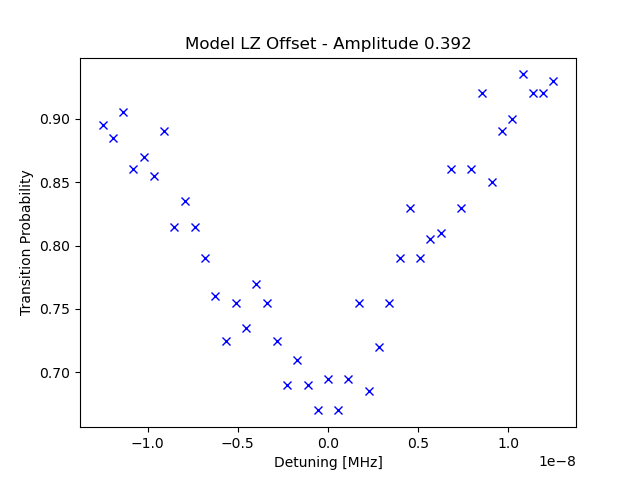 Model LZ Offset - Amplitude 0.392
Transition Probability
0.90
0.85
0.80
0.75
0.70
−1.0 −0.5 0.0 0.5 1.0
1e−8
Detuning [MHz]